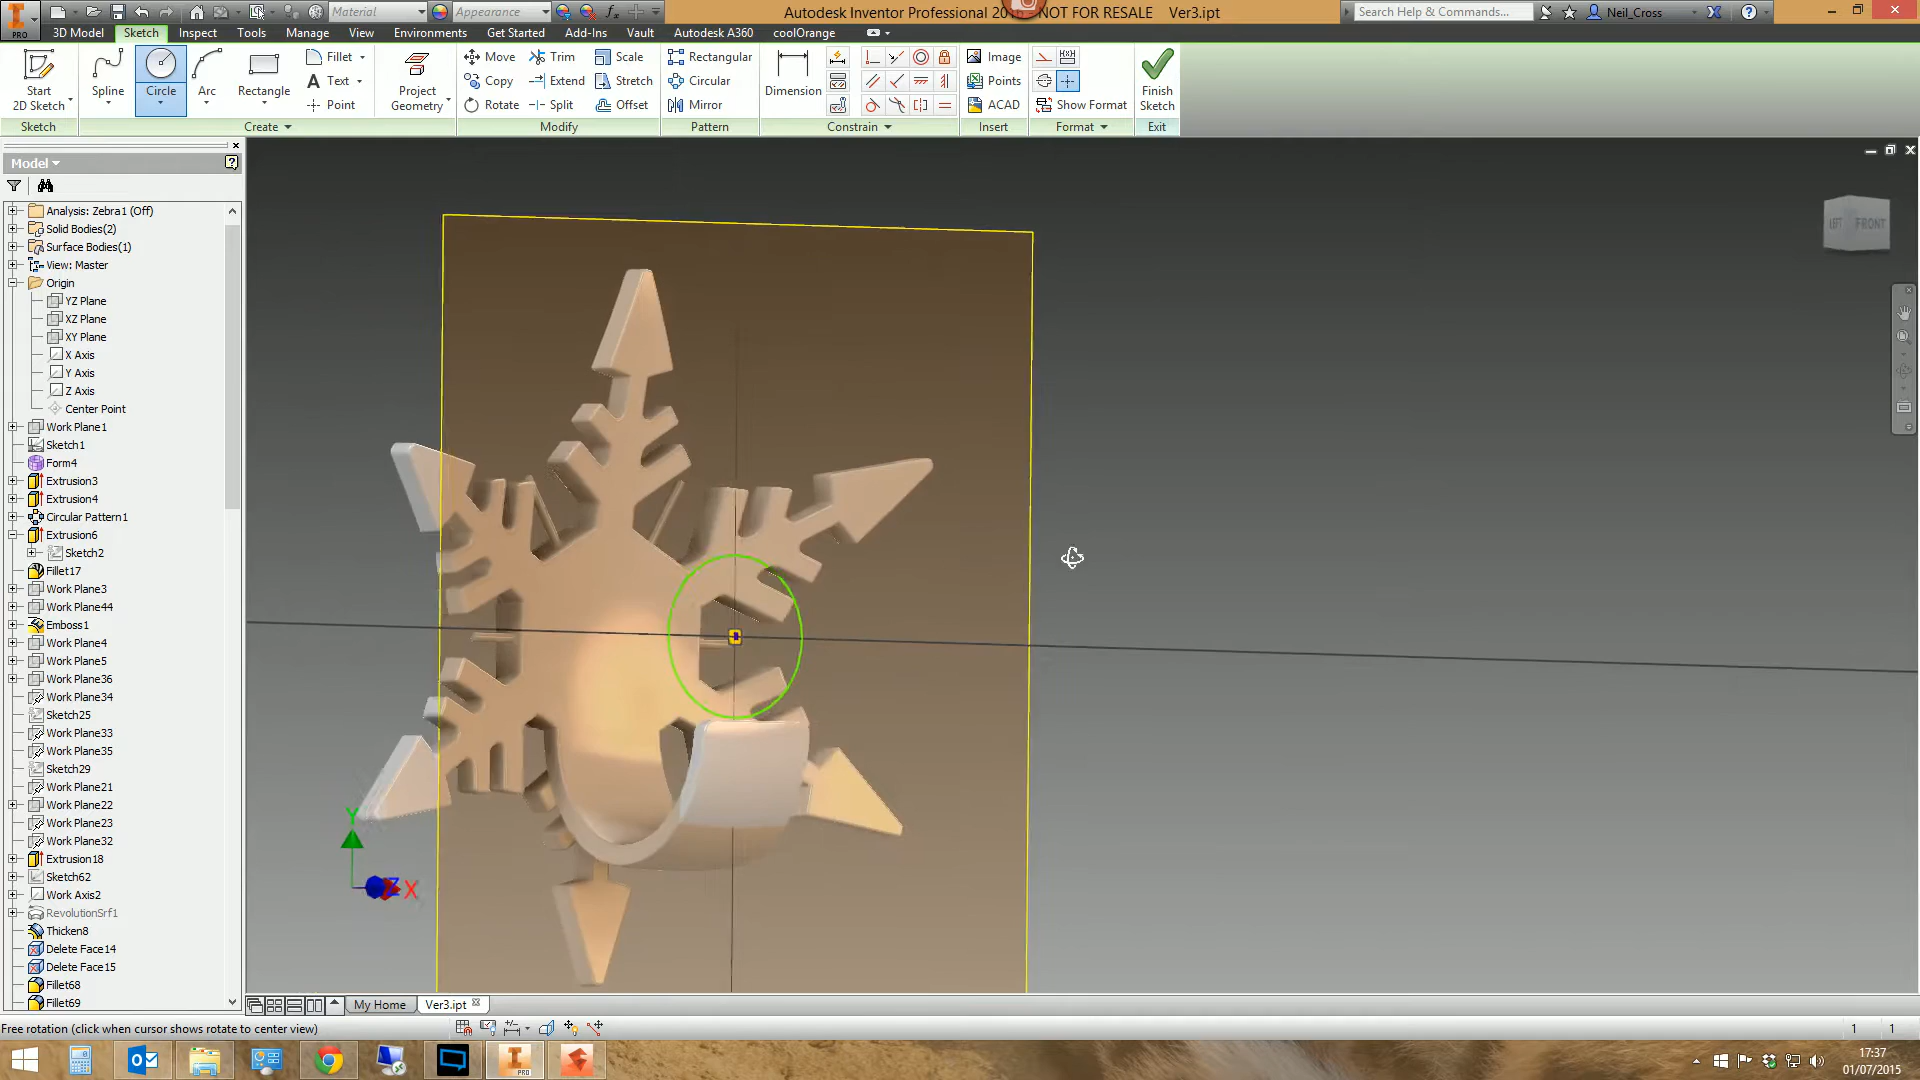 PRO
Material
Appearance
Autodesk Inventor Professional 20 NOT FOR RESALE Ver3.ipt
Search Help & Commands...
Neil_Cross
3D Model Sketch Inspect Tools Manage View Environments Get Started Add-Ins Vault Autodesk A360 coolOrange
Start
2D Sketch
Spline
Circle
Arc
Rectangle
Fillet
Text
Point
Project
Geometry
Move
Copy
Rotate
Trim
Extend
Split
Scale
Stretch
Offset
Rectangular
Circular
Mirror
Dimension
Image
Points
ACAD
Show Format
Finish
Sketch
Sketch Create Modify Pattern Constrain Insert Format Exit
Model
Analysis: Zebra1 (Off)
Solid Bodies(2)
Surface Bodies(1)
View: Master
Origin
YZ Plane
XZ Plane
XY Plane
X Axis
Y Axis
Z Axis
Center Point
Work Plane1
Sketch1
Form4
Extrusion3
Extrusion4
Circular Pattern1
Extrusion6
Sketch2
Fillet17
Work Plane3
Work Plane44
Emboss1
Work Plane4
Work Plane5
Work Plane36
Work Plane34
Sketch25
Work Plane33
Work Plane35
Sketch29
Work Plane21
Work Plane22
Work Plane23
Work Plane32
Extrusion18
Sketch62
Work Axis2
RevolutionSrf1
Thicken8
Delete Face14
Delete Face15
Fillet68
Fillet69
LEFT FRONT
Y
Z X
My Home Ver3.ipt
Free rotation (click when cursor shows rotate to center view)
1 1
PRO
17:37
01/07/2015